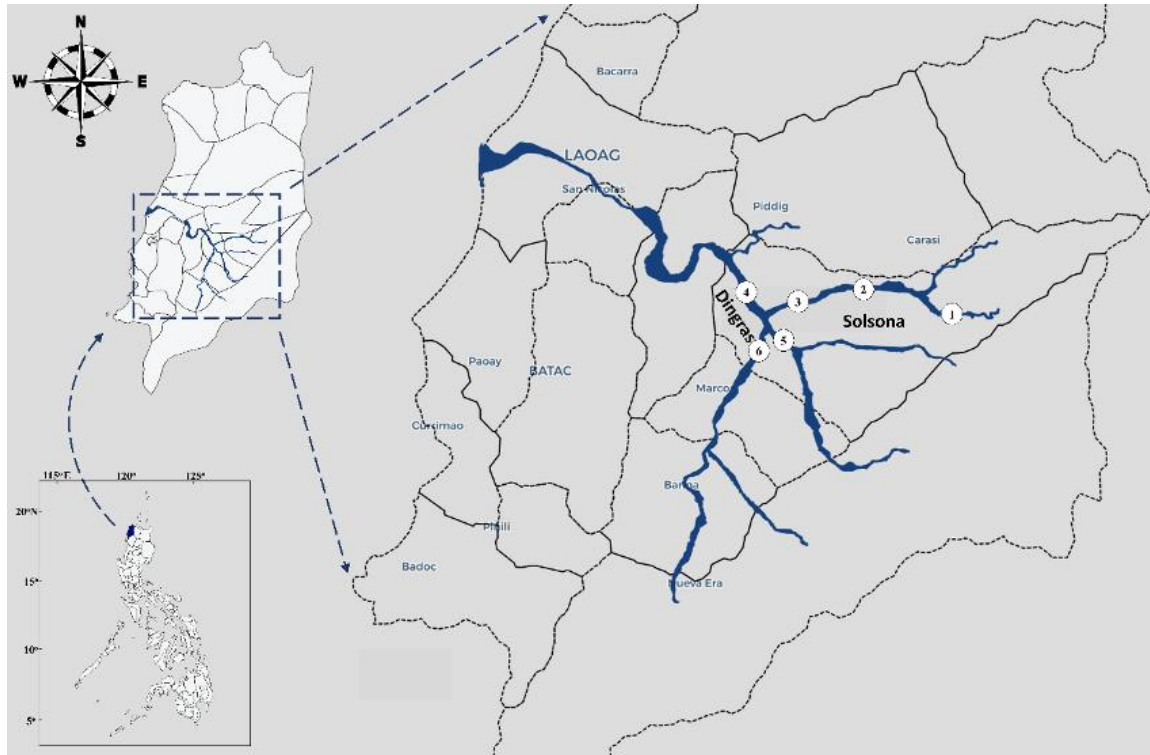 N
W E
S
Bacarra
LAOAG
San Nicolas
Piddig
Carasi
Dingras
Solsona
1
2
3
4
5
6
Paoay
BATAC
Marcos
Currimao
Banna
Pinili
Badoc
Nueva Era
115°E 120° 125°
20°N
15°
10°
5°